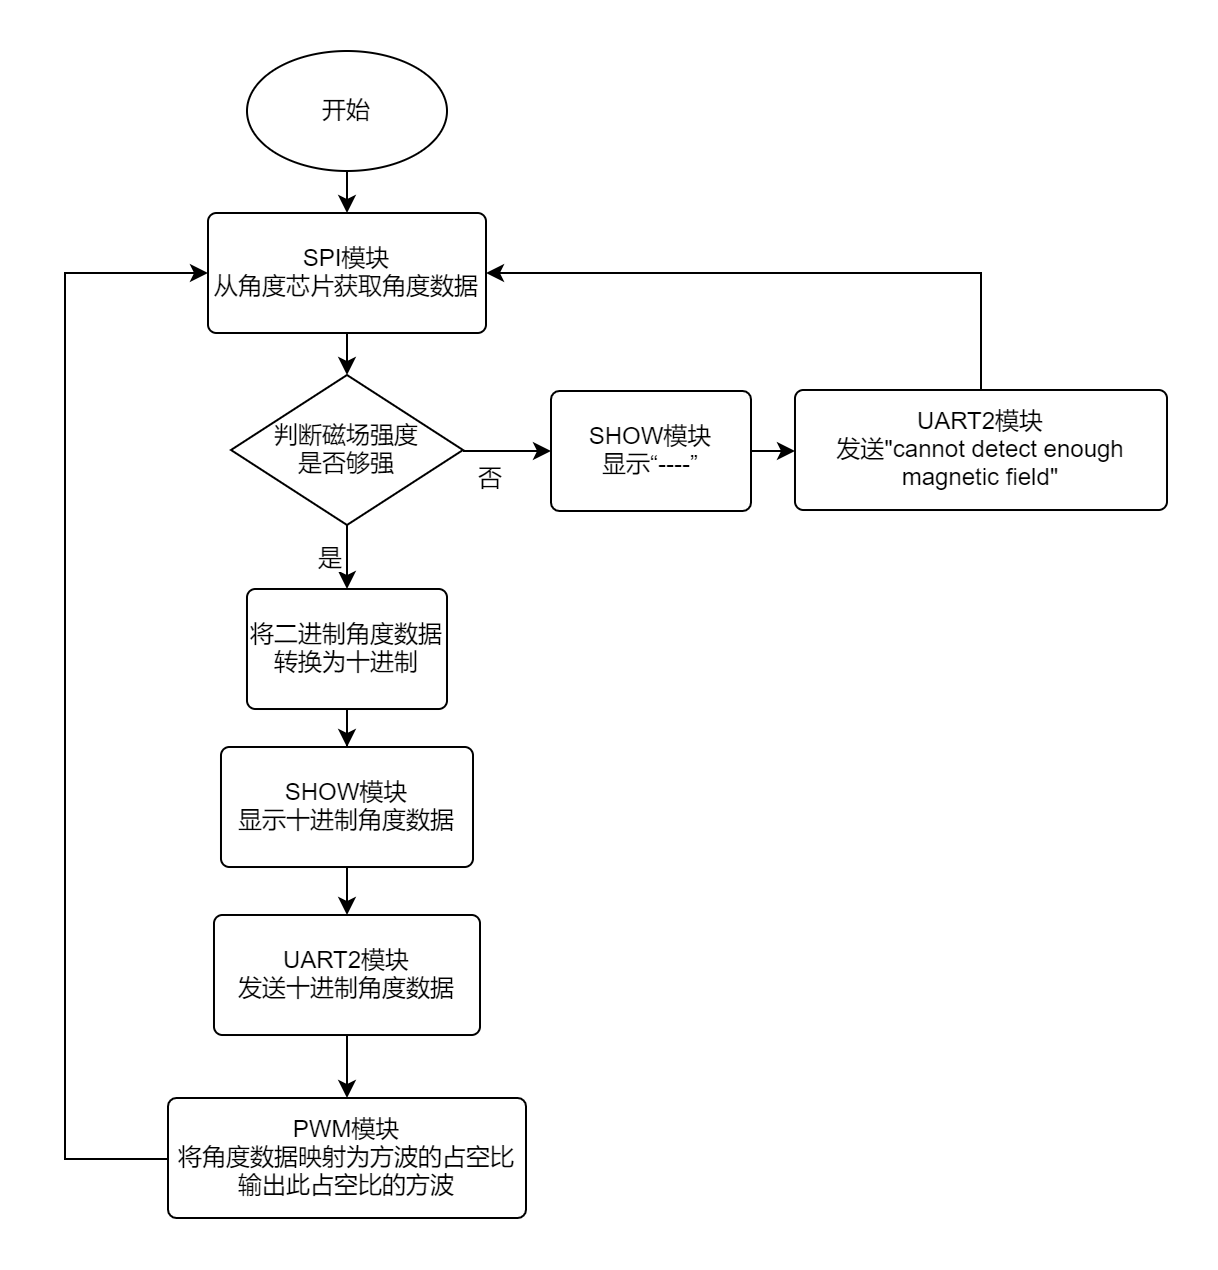 开始
SPI模块
从角度芯片获取角度数据
判断磁场强度
是否够强
否
SHOW模块
显示“----”
UART2模块
发送"cannot detect enough
magnetic field"
是
将二进制角度数据
转换为十进制
SHOW模块
显示十进制角度数据
UART2模块
发送十进制角度数据
PWM模块
将角度数据映射为方波的占空比
输出此占空比的方波